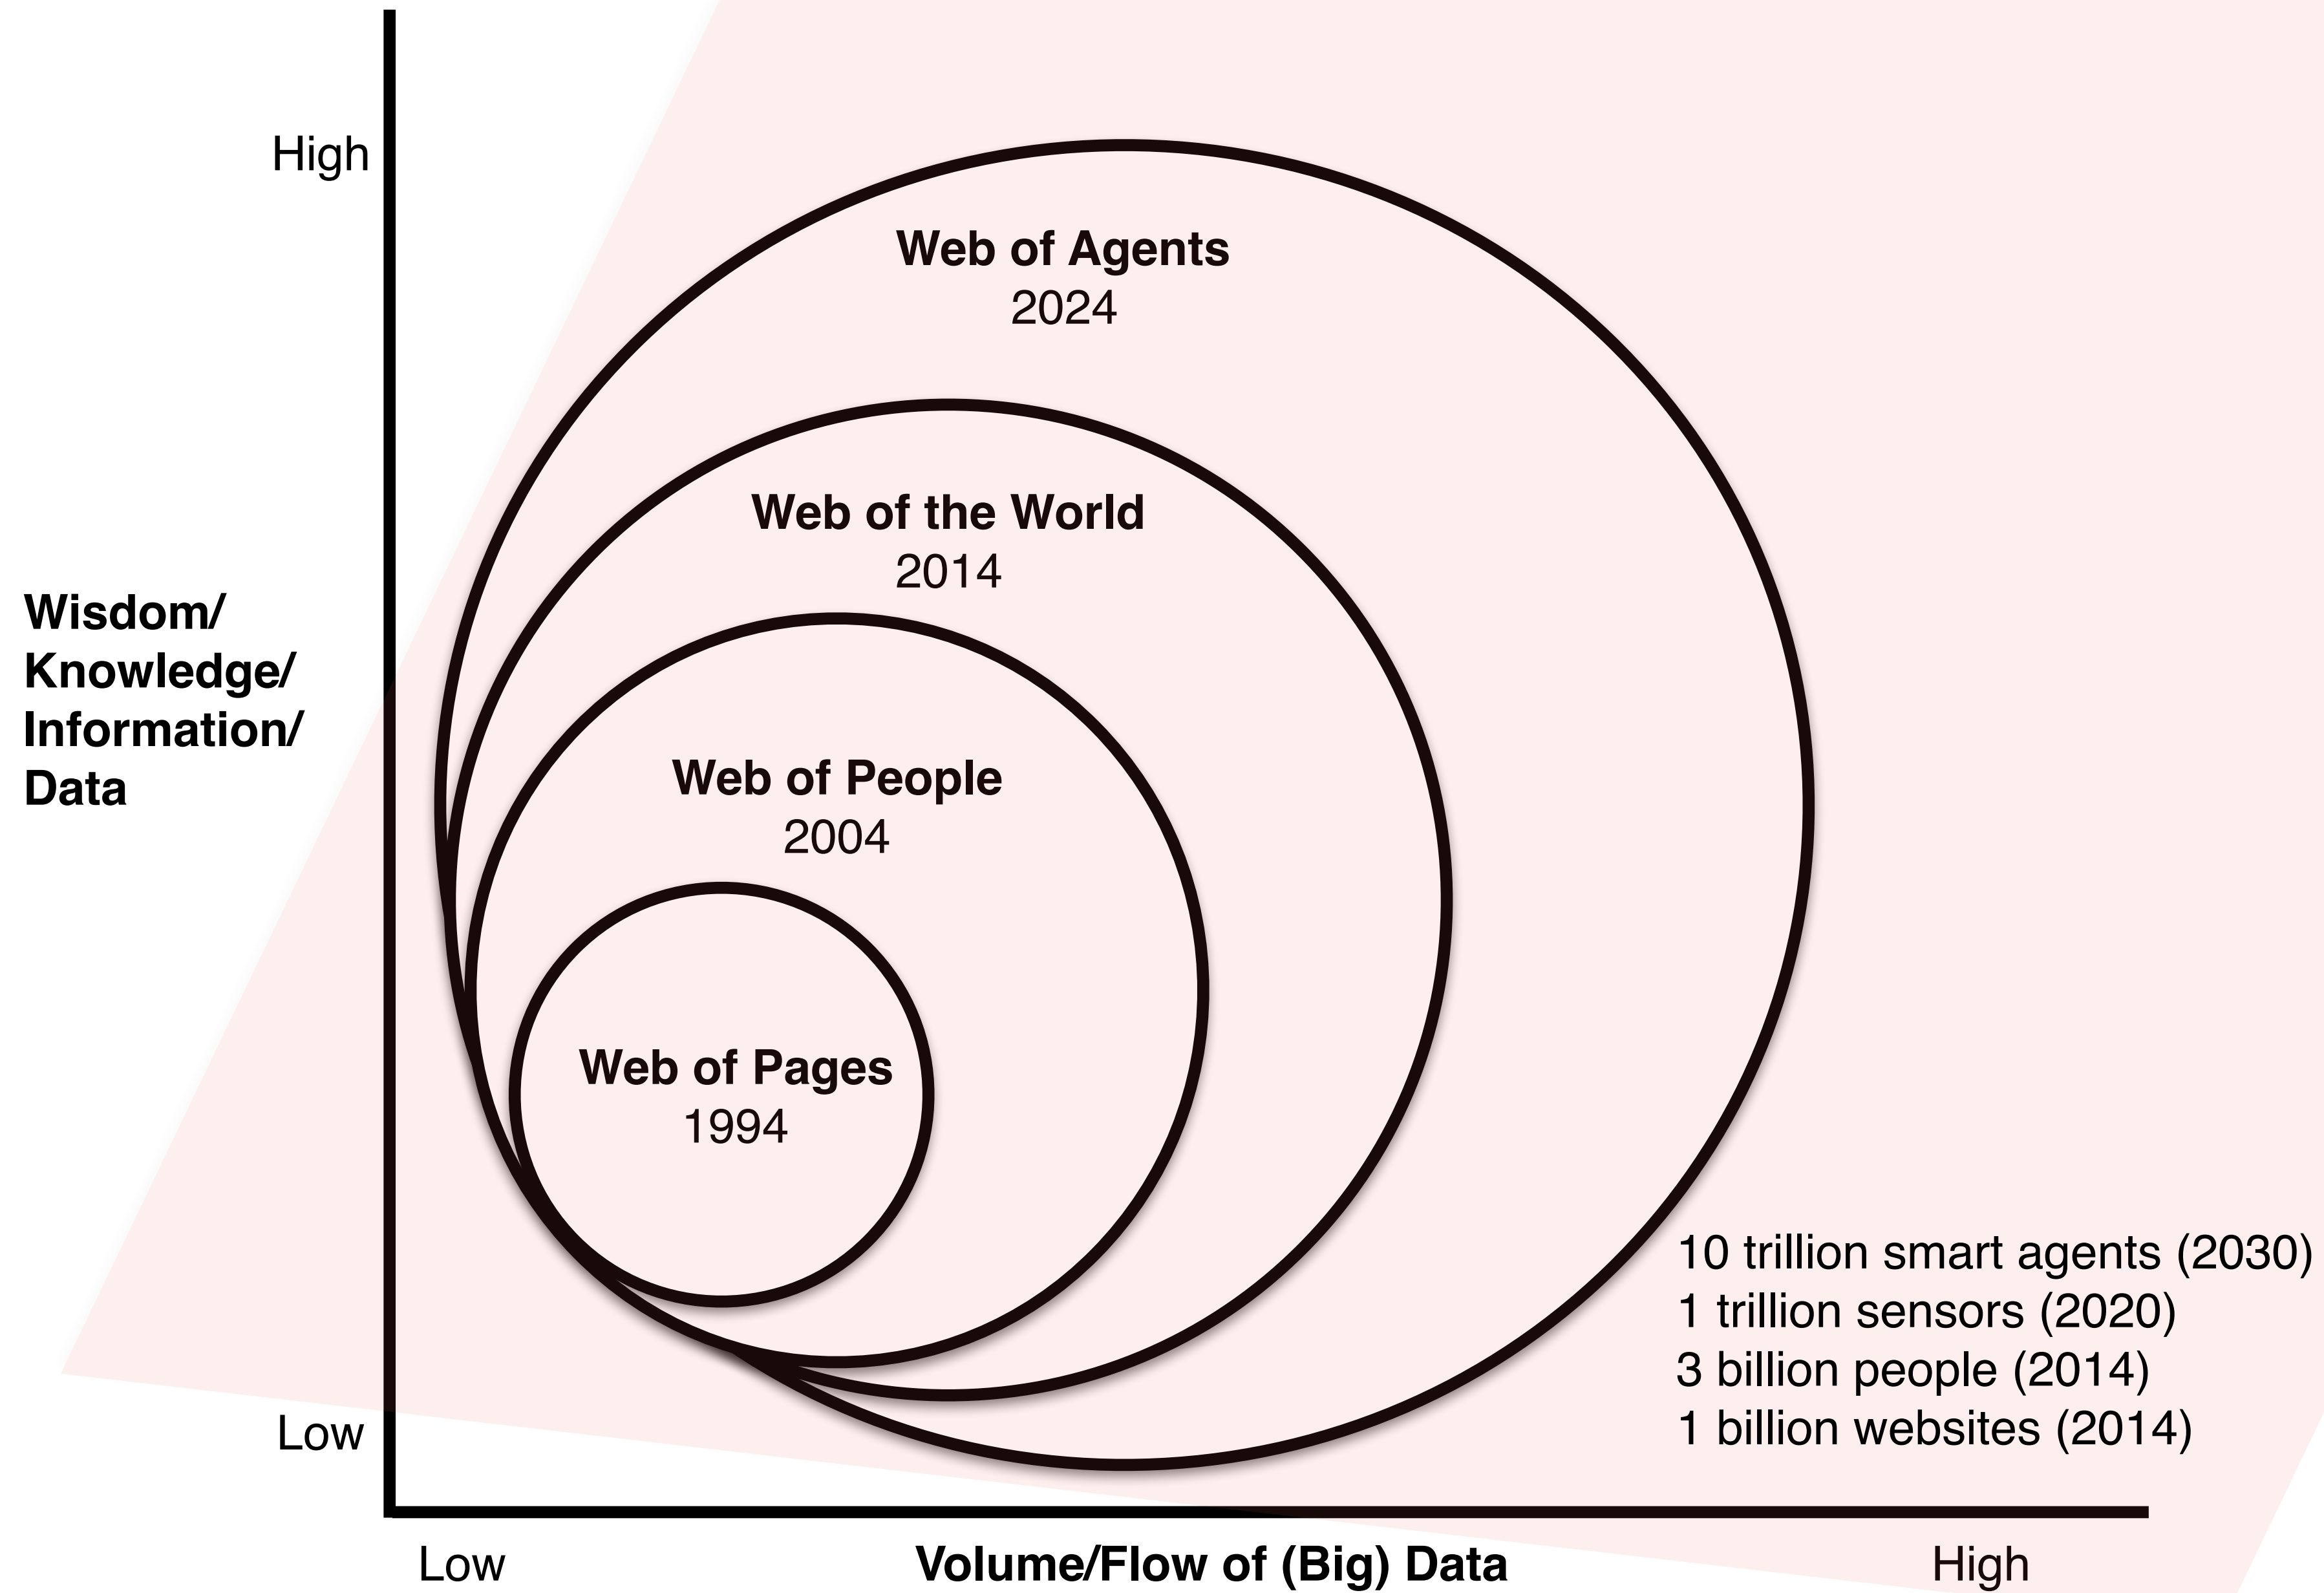 High
Web of Agents
2024
Web of the World
2014
Wisdom/
Knowledge/
Information/
Data
Web of People
2004
Web of Pages
1994
10 trillion smart agents (2030)
1 trillion sensors (2020)
3 billion people (2014)
1 billion websites (2014)
Low
Low
Volume/Flow of (Big) Data
High